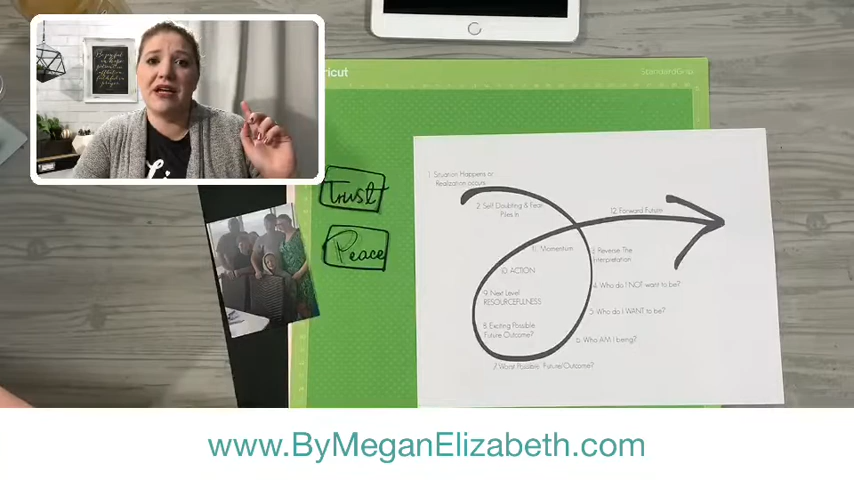 ricut
StandardGrip
Trust
Peace
1. Situation Happens or
Realization occurs.
2. Self Doubting & Fear
Piles In
12. Forward Future
11. Momentum
3. Reverse The
Interpretation
10. ACTION
4. Who do I NOT want to be?
9. Next Level
RESOURCEFULNESS
5. Who do I WANT to be?
8. Exciting Possible
Future Outcome?
6. Who AM I being?
7. Worst Possible Future/Outcome?
www.ByMeganElizabeth.com